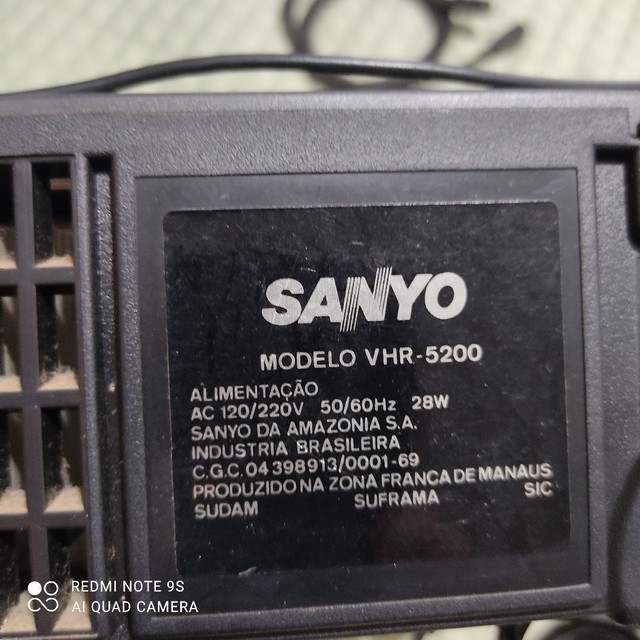 SANYO
MODELO VHR-5200
ALIMENTAÇÃO
AC 120/220V 50/60Hz 28W
SANYO DA AMAZONIA S.A.
INDUSTRIA BRASILEIRA
C.G.C. 04 398913/0001-69
PRODUZIDO NA ZONA FRANCA DE MANAUS
SUDAM SUFRAMA SIC
REDMI NOTE 9S
AI QUAD CAMERA